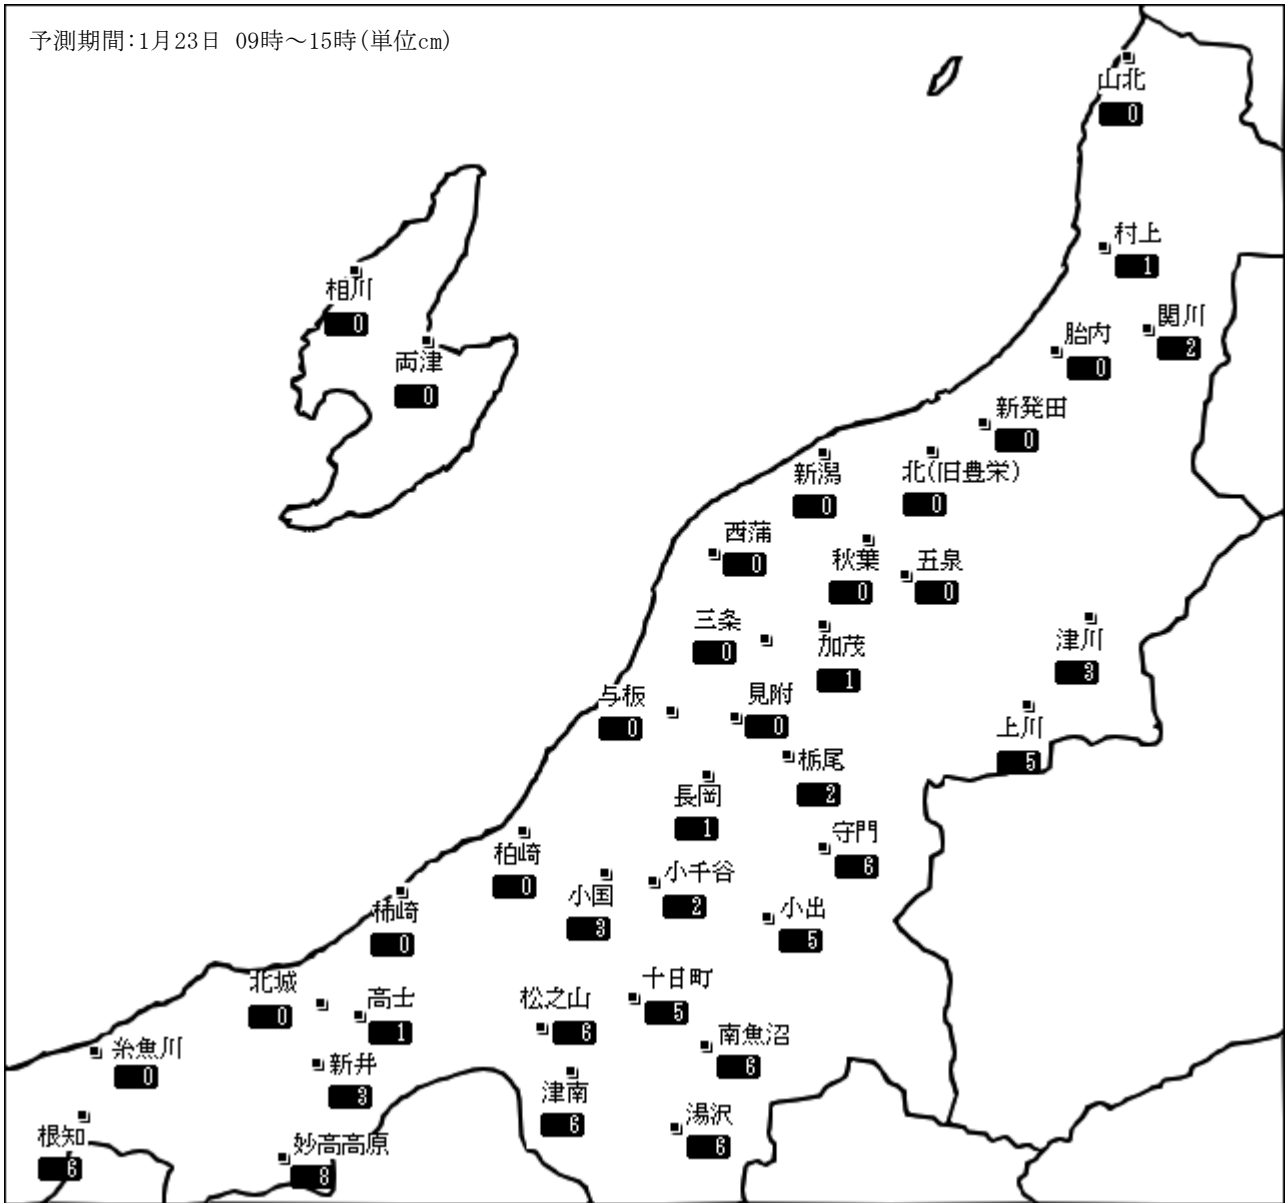 予測期間:1月23日 09時～15時(単位cm)
山北
0
村上
1
関川
2
胎内
0
新発田
0
相川
0
両津
0
新潟
0
北(旧豊栄)
0
西蒲
0
秋葉
0
五泉
0
三条
0
加茂
1
津川
3
与板
0
見附
0
上川
5
栃尾
2
長岡
1
守門
6
柏崎
0
小国
3
小千谷
2
小出
5
柿崎
0
北城
0
高士
1
松之山
6
十日町
5
南魚沼
6
糸魚川
0
新井
3
津南
6
湯沢
6
根知
6
妙高高原
8